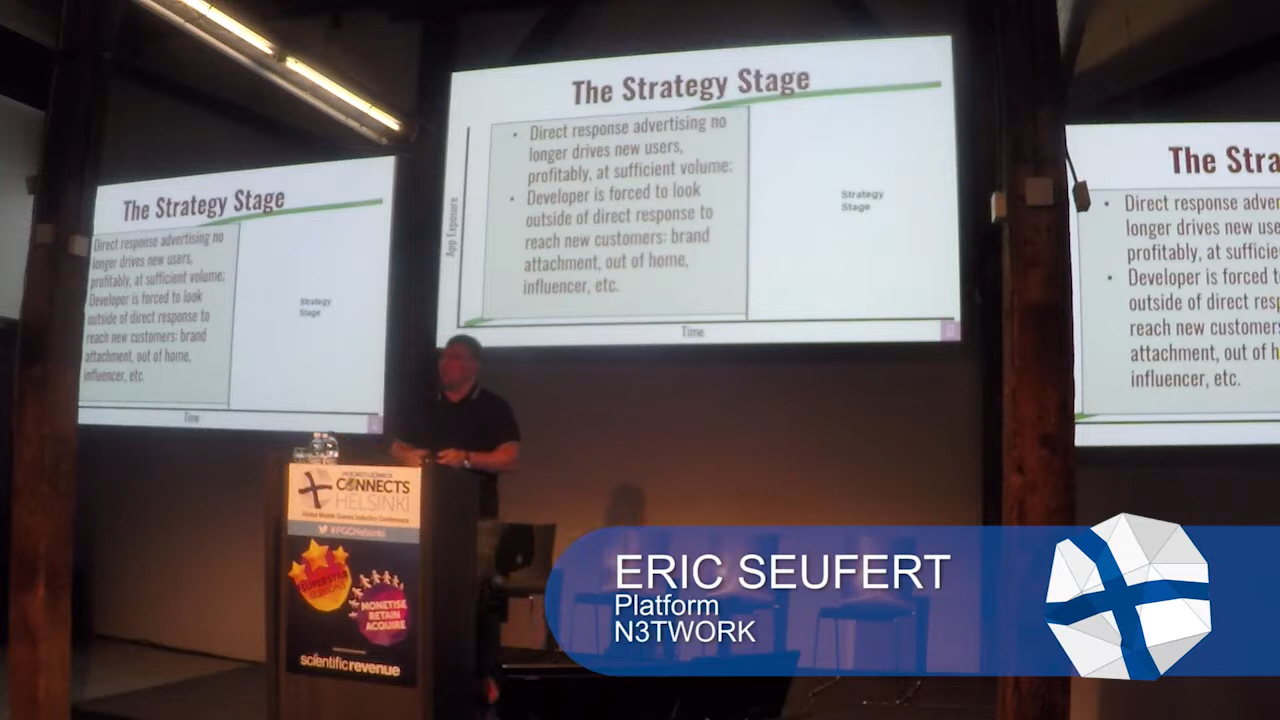 The Strategy Stage
Direct response advertising no
longer drives new users,
profitably, at sufficient volume;
Developer is forced to look
outside of direct response to
reach new customers: brand
attachment, out of home,
influencer, etc.
Strategy
Stage
Time
The Strategy Stage
• Direct response advertising no
longer drives new users,
profitably, at sufficient volume;
• Developer is forced to look
outside of direct response to
reach new customers: brand
attachment, out of home,
influencer, etc.
App Exposure
Strategy
Stage
Time
The Stra
• Direct response adver
longer drives new use
profitably, at sufficie
• Developer is forced t
outside of direct resp
reach new customers
attachment, out of h
influencer, etc.
CONNECTS
HELSINKI
Global Mobile Games Industry Conference
#PGCHelsinki
SUPERSTAR
MONETISE
RETAIN
ACQUIRE
scientificrevenue
ERIC SEUFERT
Platform
N3TWORK